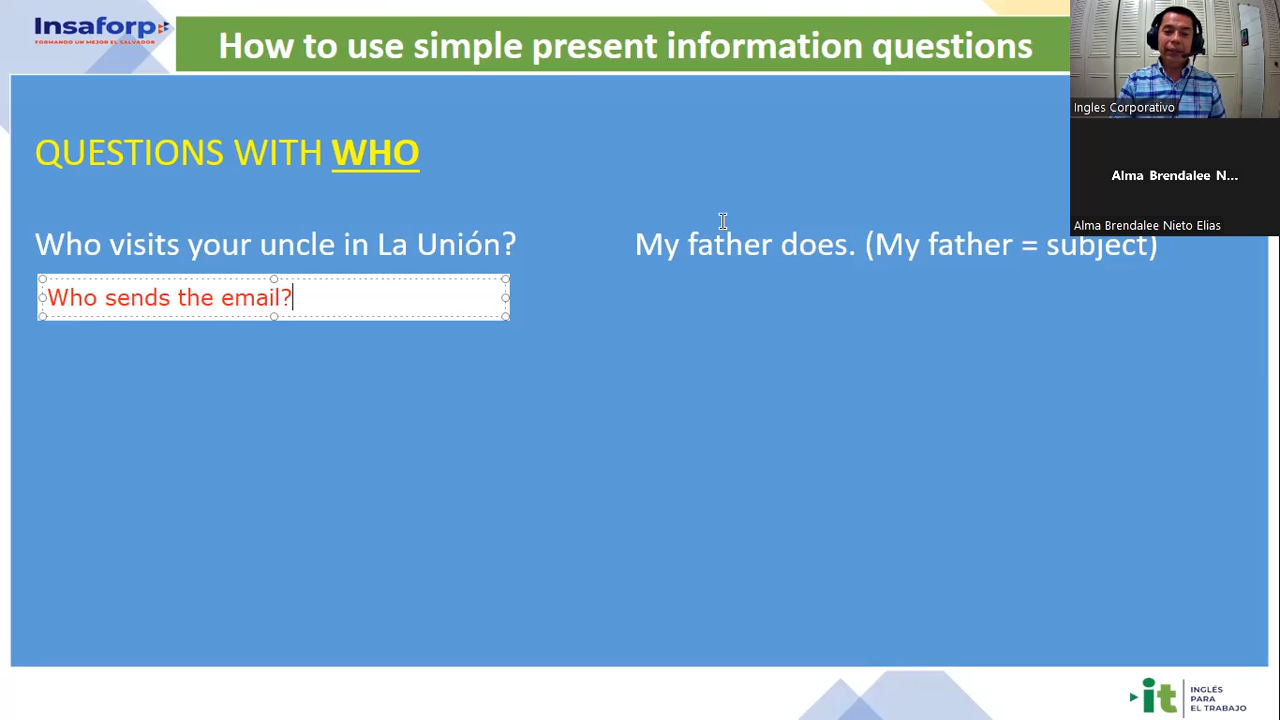 Insaforp
FORMANDO UN MEJOR EL SALVADOR
How to use simple present information questions
Ingles Corporativo
Alma Brendalee N...
Alma Brendalee Nieto Elias
QUESTIONS WITH WHO
Who visits your uncle in La Unión?
My father does. (My father = subject)
Who sends the email?
it
INGLÉS
PARA
EL TRABAJO